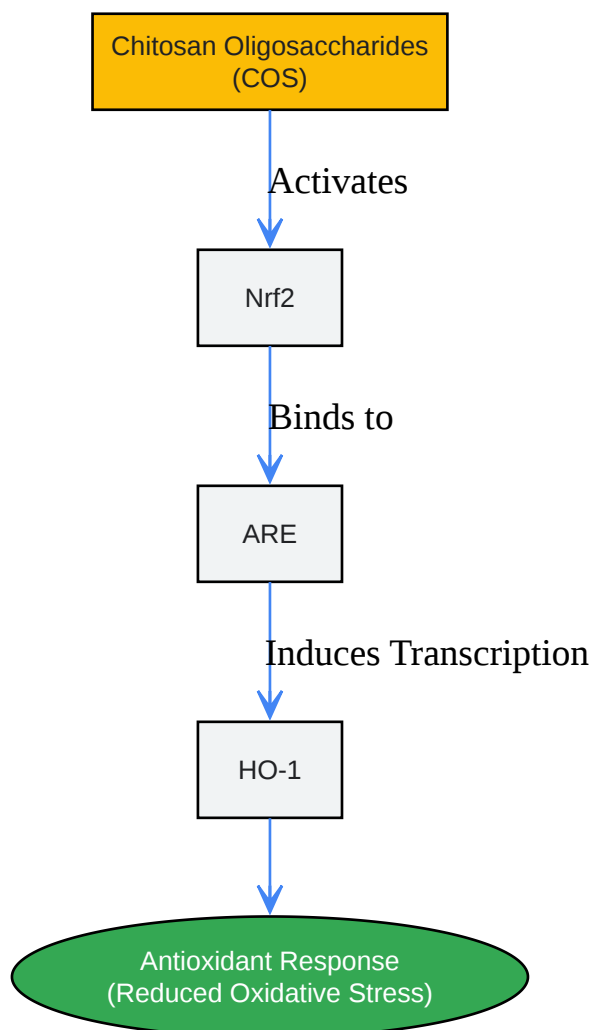 Chitosan Oligosaccharides
(COS)
Activates
Nrf2
Binds to
ARE
Induces Transcription
HO-1
Antioxidant Response
(Reduced Oxidative Stress)